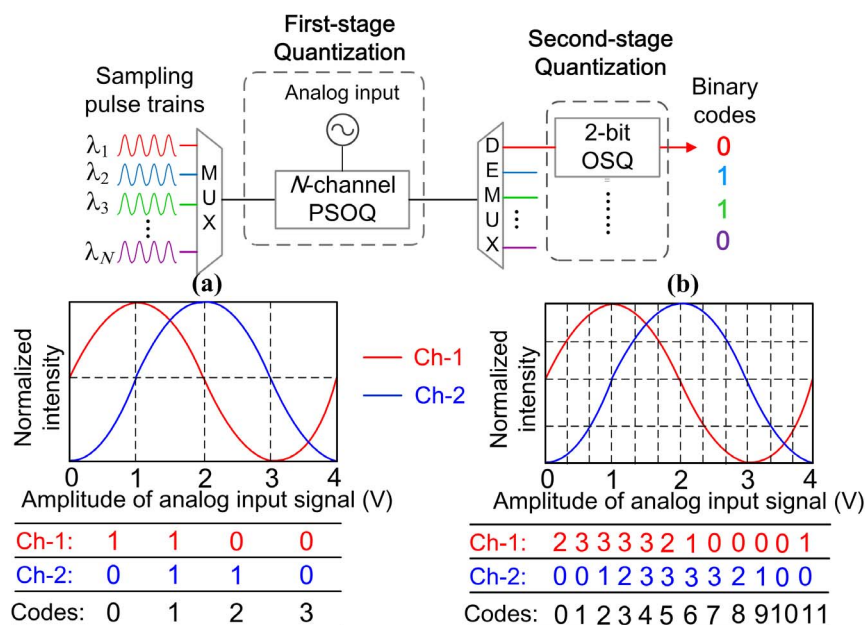 First-stage
Quantization
Second-stage
Quantization
Sampling
pulse trains
Analog input
Binary
codes
λ1
λ2
λ3
λN
MUX
N-channel
PSOQ
DEMUX
2-bit
OSQ
0
1
1
0
(a)
(b)
Normalized
intensity
Ch-1
Ch-2
0 1 2 3 4
Amplitude of analog input signal (V)
Ch-1: 1 1 0 0
Ch-2: 0 1 1 0
Codes: 0 1 2 3
Normalized
intensity
0 1 2 3 4
Amplitude of analog input signal (V)
Ch-1: 2 3 3 3 3 2 1 0 0 0 0 1
Ch-2: 0 0 1 2 3 3 3 3 2 1 0 0
Codes: 0 1 2 3 4 5 6 7 8 9 10 11